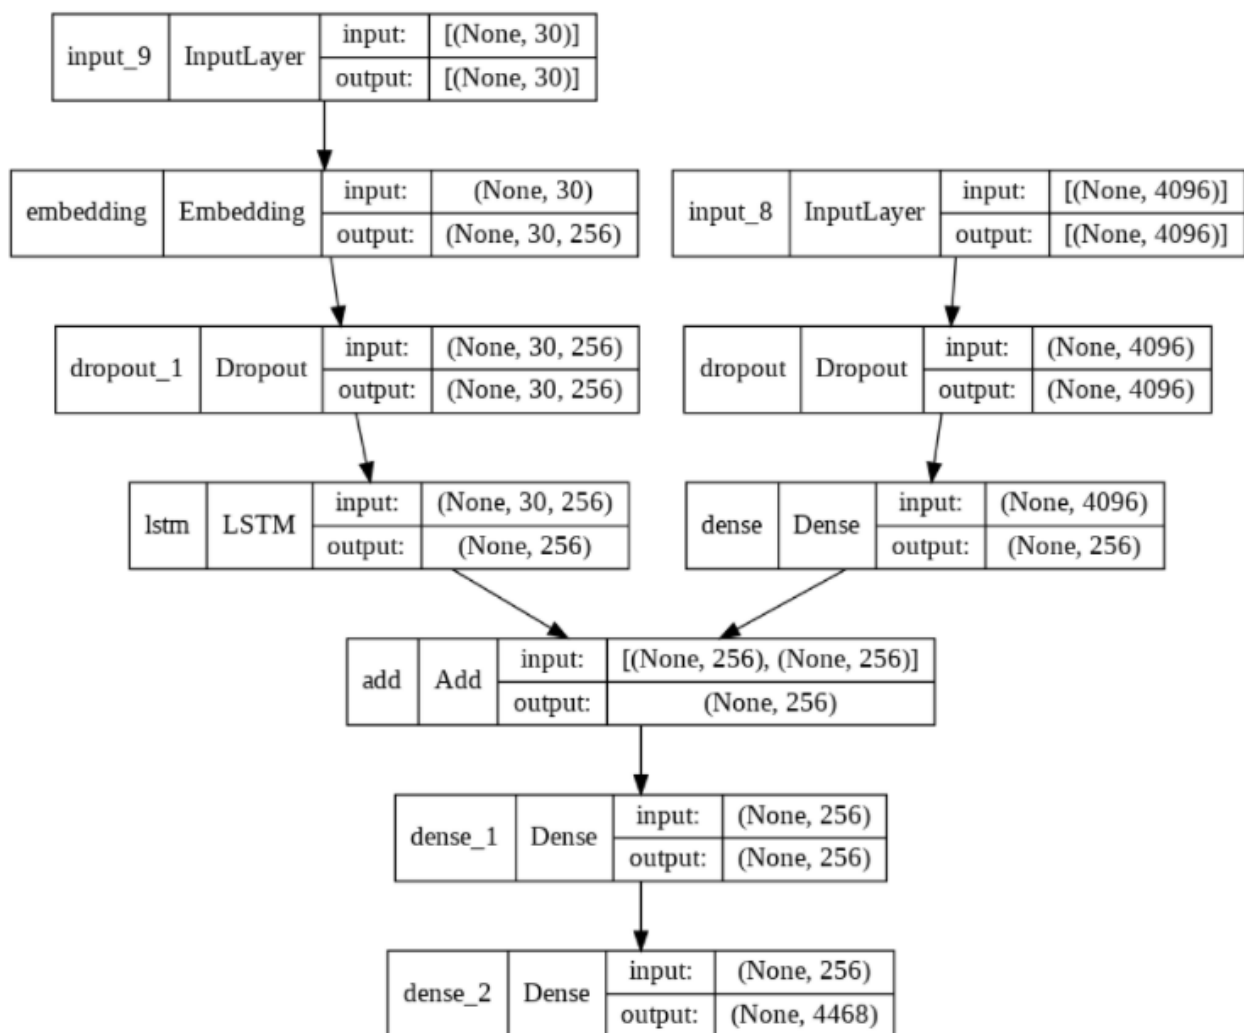 input_9 InputLayer input: [(None, 30)]
output: [(None, 30)]
embedding Embedding input: (None, 30)
output: (None, 30, 256)
input_8 InputLayer input: [(None, 4096)]
output: [(None, 4096)]
dropout_1 Dropout input: (None, 30, 256)
output: (None, 30, 256)
dropout Dropout input: (None, 4096)
output: (None, 4096)
lstm LSTM input: (None, 30, 256)
output: (None, 256)
dense Dense input: (None, 4096)
output: (None, 256)
add Add input: [(None, 256), (None, 256)]
output: (None, 256)
dense_1 Dense input: (None, 256)
output: (None, 256)
dense_2 Dense input: (None, 256)
output: (None, 4468)